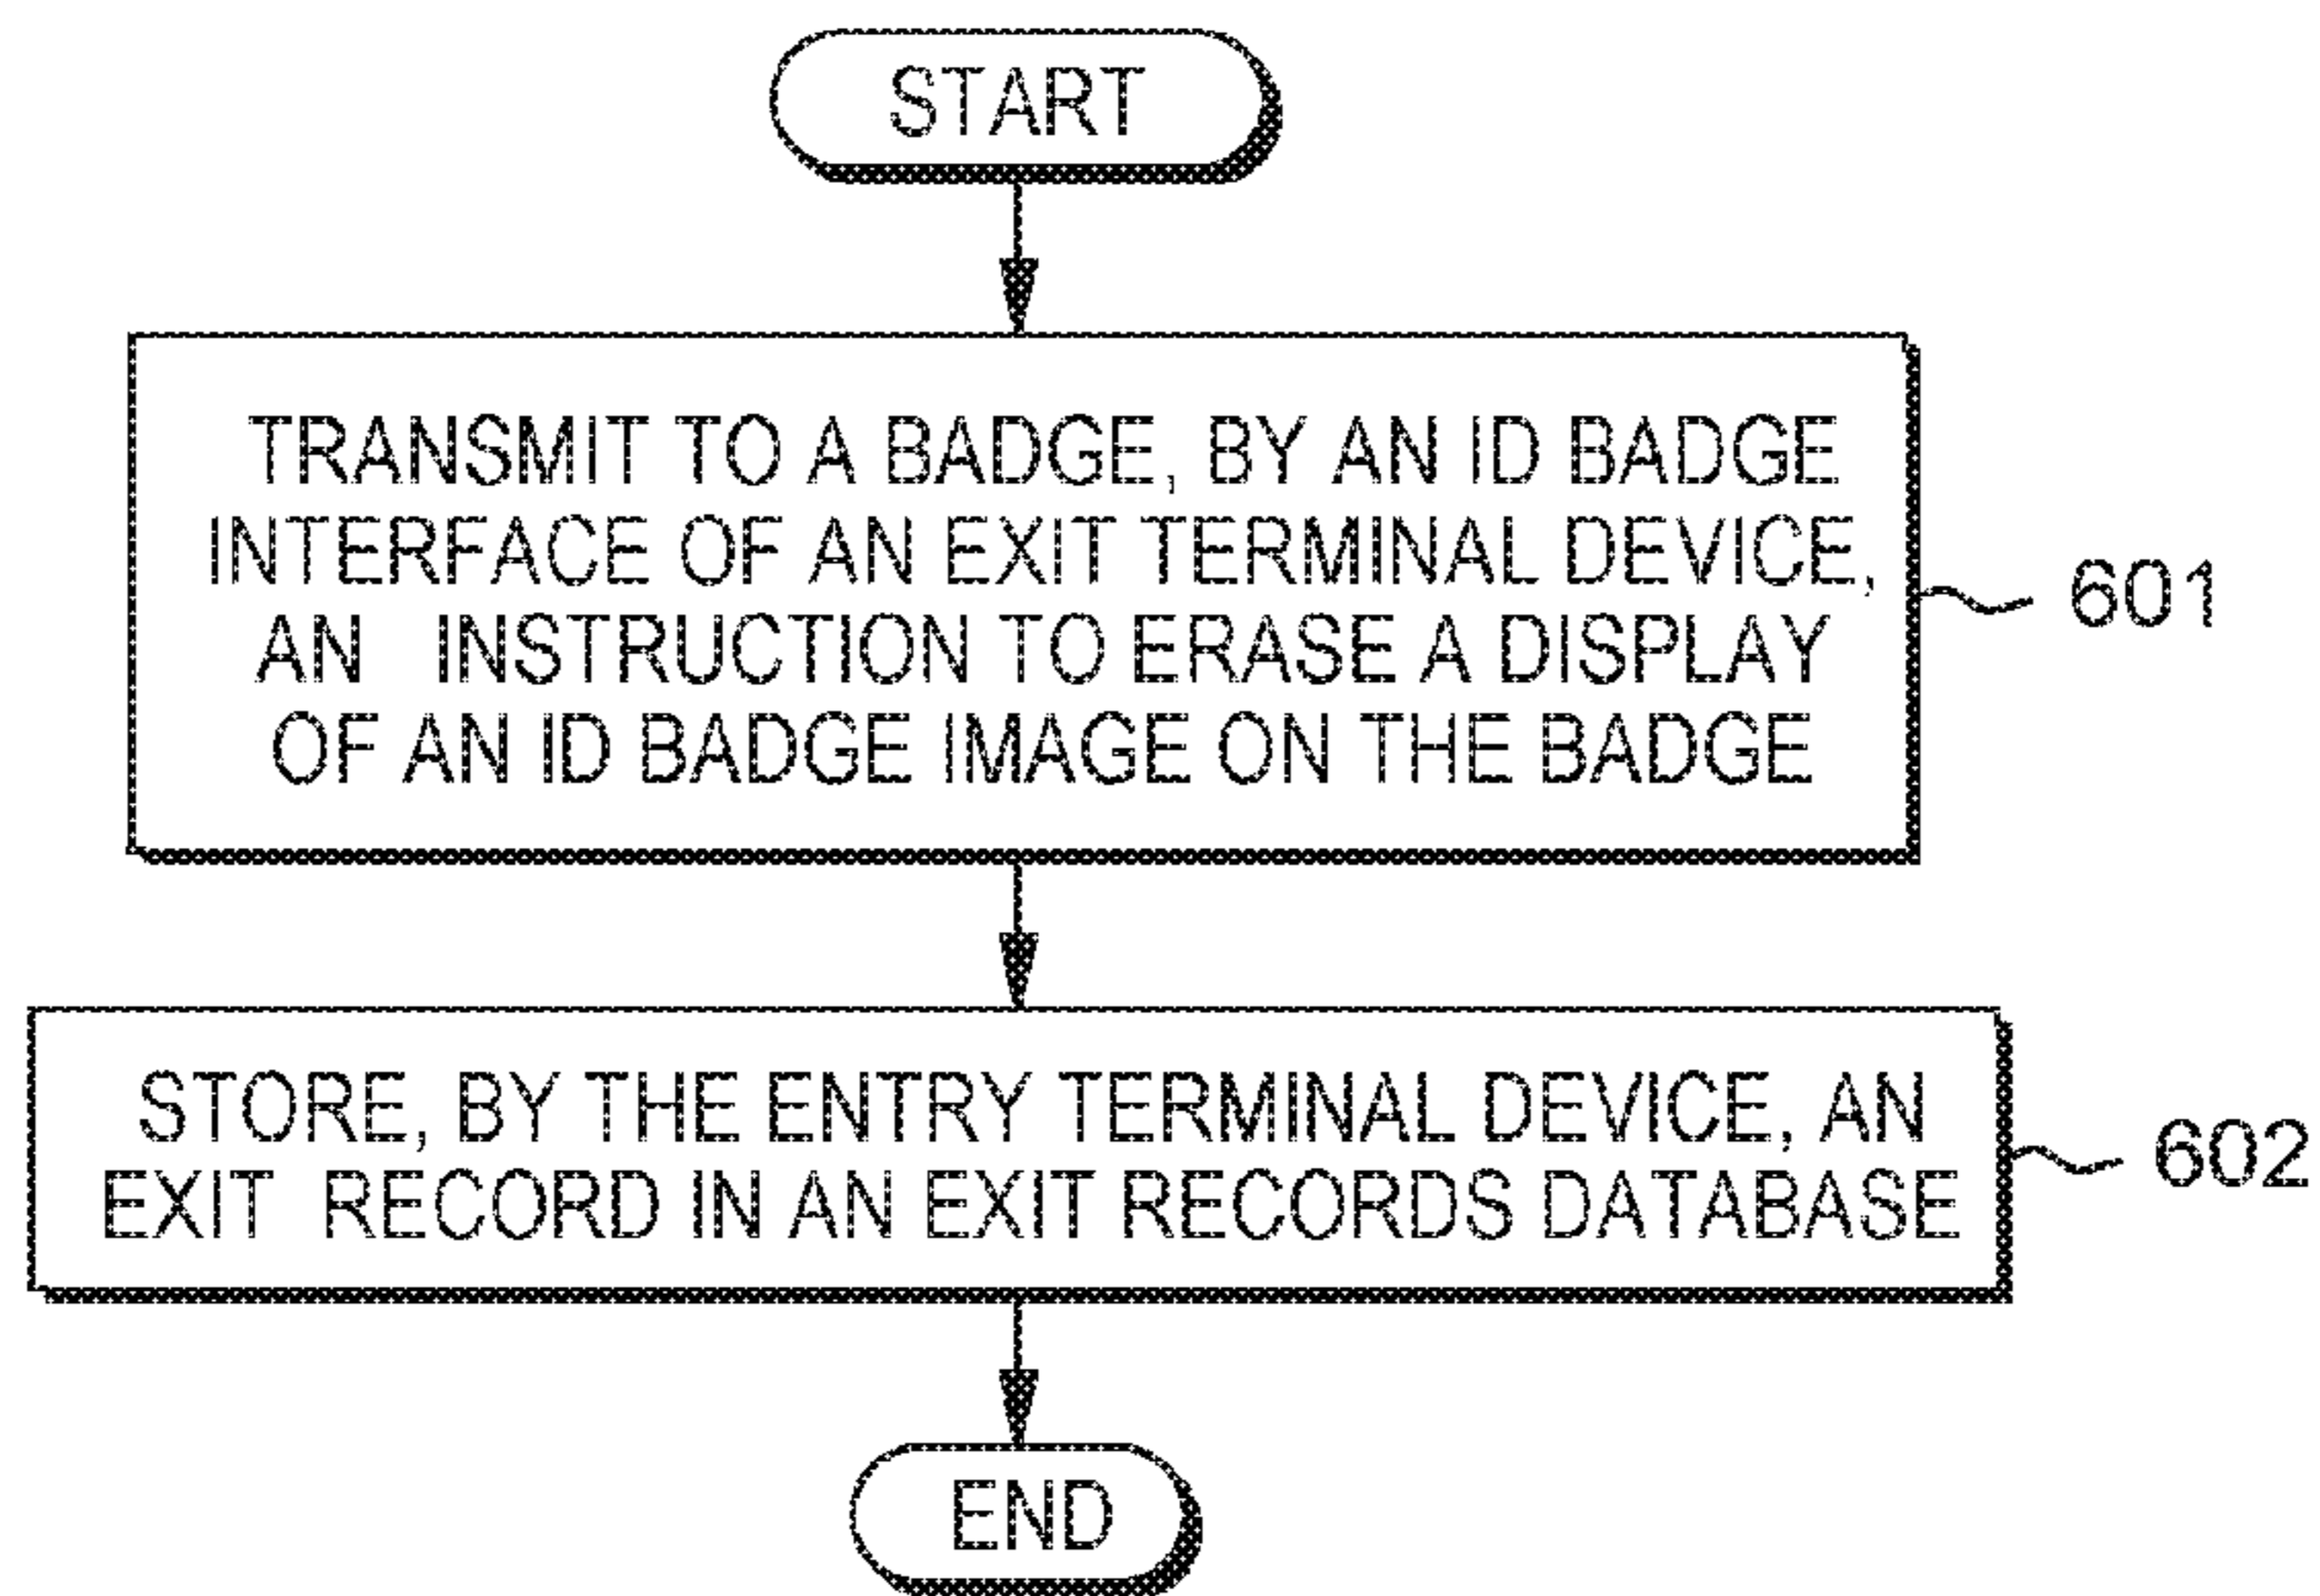 START
TRANSMIT TO A BADGE, BY AN ID BADGE
INTERFACE OF AN EXIT TERMINAL DEVICE,
AN INSTRUCTION TO ERASE A DISPLAY
OF AN ID BADGE IMAGE ON THE BADGE
601
STORE, BY THE ENTRY TERMINAL DEVICE, AN
EXIT RECORD IN AN EXIT RECORDS DATABASE
602
END